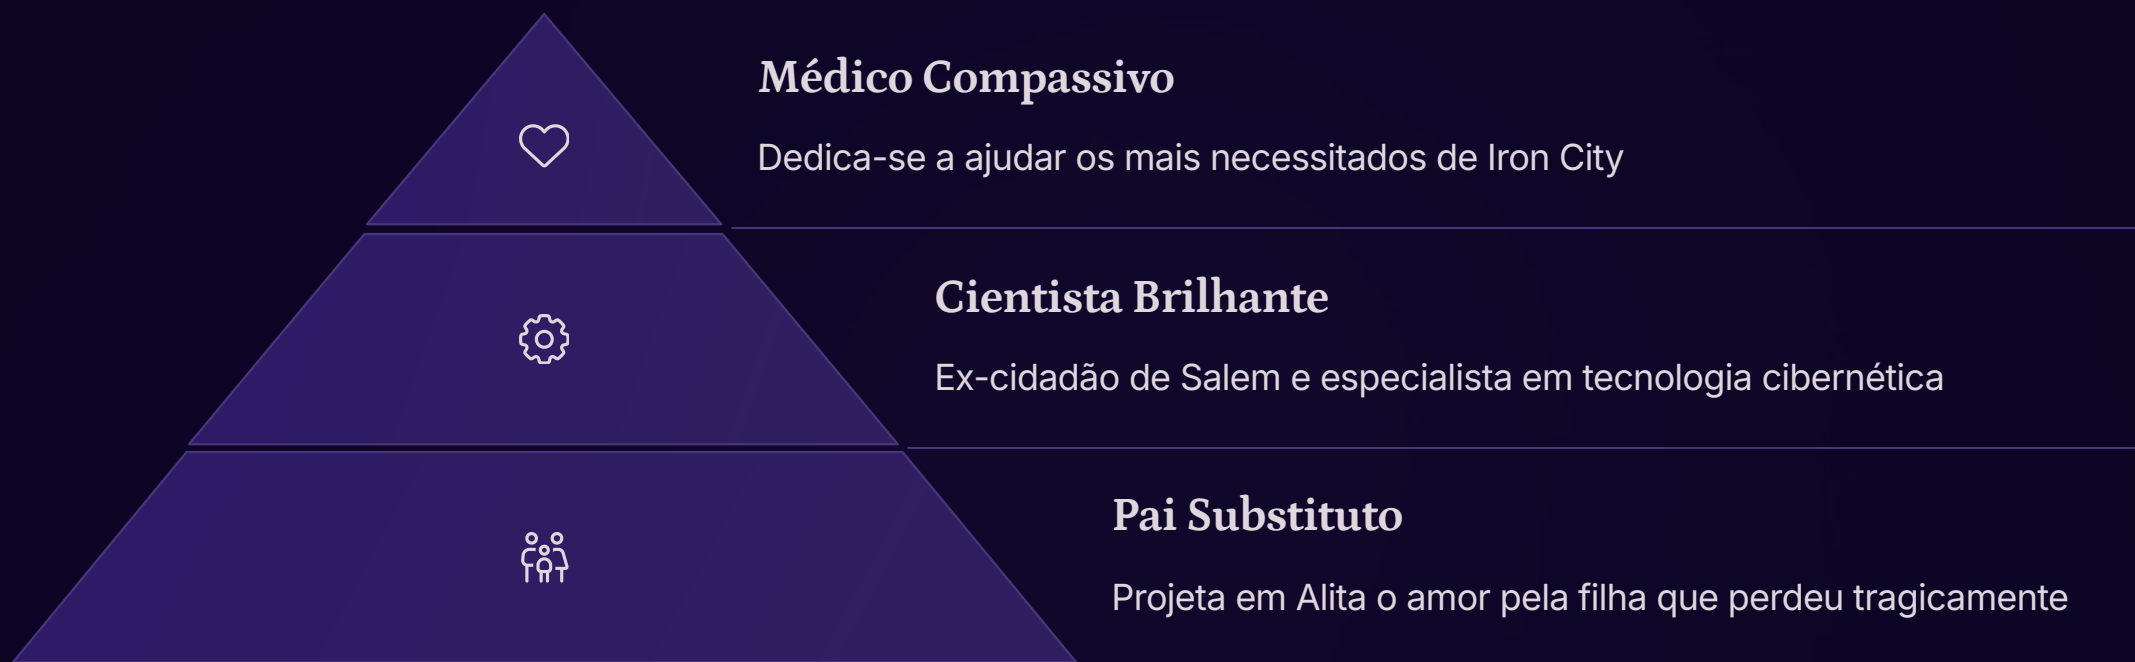 Médico Compassivo
Dedica-se a ajudar os mais necessitados de Iron City
Cientista Brilhante
Ex-cidadão de Salem e especialista em tecnologia cibernética
Pai Substituto
Projeta em Alita o amor pela filha que perdeu tragicamente